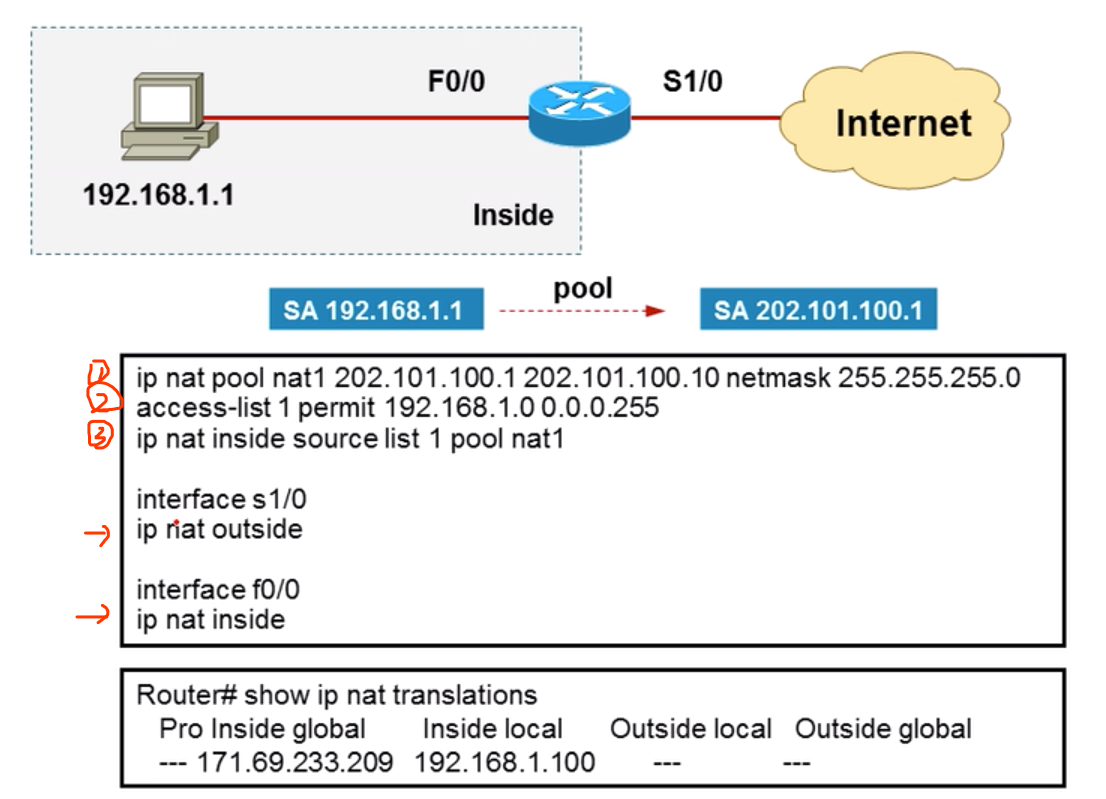 F0/0
S1/0
Internet
192.168.1.1
Inside
pool
SA 192.168.1.1
SA 202.101.100.1
1 ip nat pool nat1 202.101.100.1 202.101.100.10 netmask 255.255.255.0
2 access-list 1 permit 192.168.1.0 0.0.0.255
3 ip nat inside source list 1 pool nat1
interface s1/0
ip nat outside
interface f0/0
ip nat inside
Router# show ip nat translations
Pro Inside global Inside local Outside local Outside global
--- 171.69.233.209 192.168.1.100 --- ---